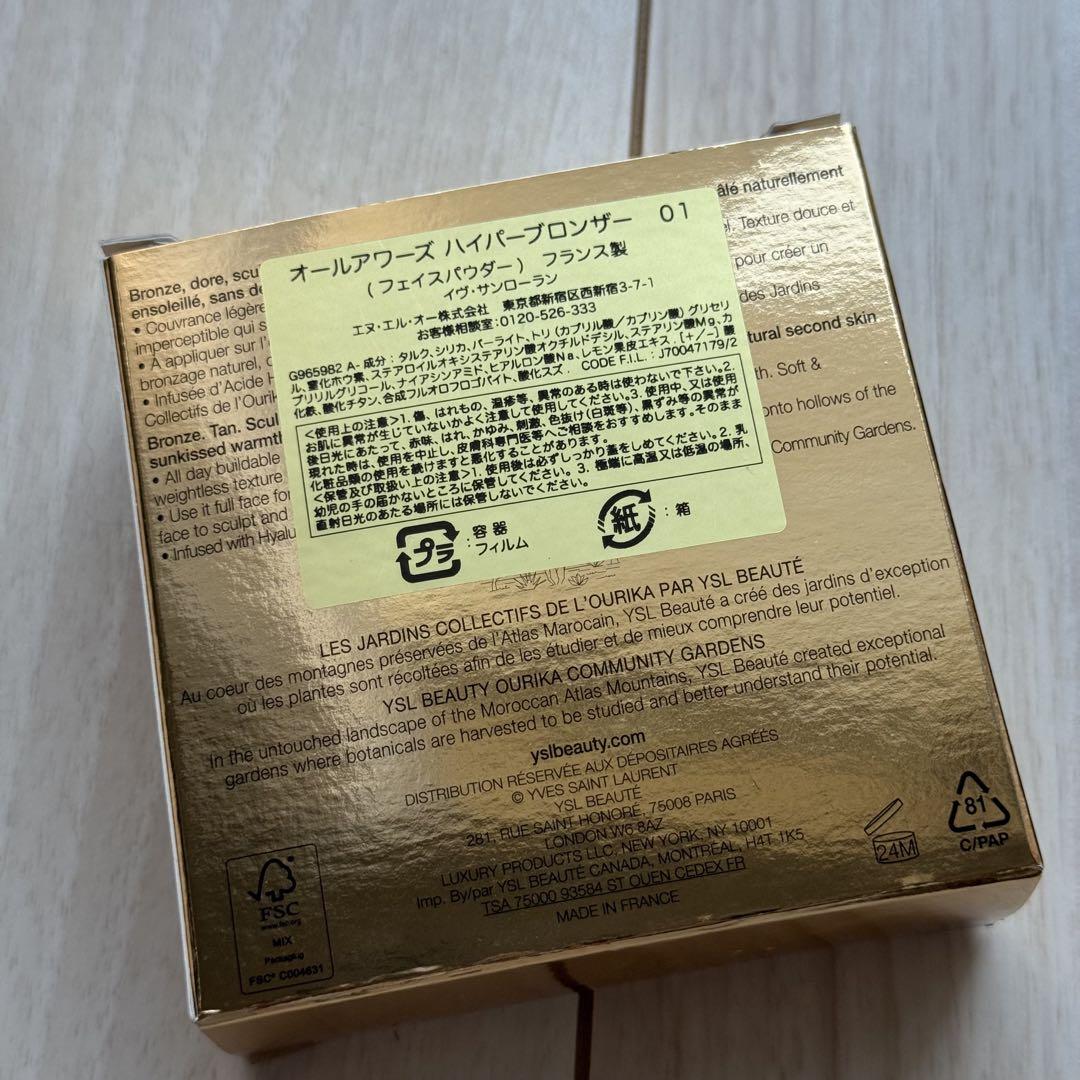 オールアワーズ ハイパーブロンザー 01
(フェイスパウダー) フランス製
イヴ・サンローラン
エヌ・エル・オー株式会社 東京都新宿区西新宿3-7-1
お客様相談室:0120-526-333
G965982 A- 成分:タルク,シリカ,パーライト,トリ(カプリル酸/カプリン酸)グリセリ
ル,窒化ホウ素,ステアロイルオキシステアリン酸オクチルドデシル,ステアリン酸Mg,カ
プリリルグリコール,ナイアシンアミド,ヒアルロン酸Na,レモン果皮エキス.[+/-]酸
化鉄,酸化チタン,合成フルオロフロゴパイト,酸化スズ. CODE F.I.L.: J70047179/2
<使用上の注意>1. 傷、はれもの、湿疹等、異常のある時は使わないで下さい。2.
お肌に異常が生じていないかよく注意して使用してください。3. 使用中、又は使用
後日光にあたって、赤味、はれ、かゆみ、刺激、色抜け(白斑等)、黒ずみ等の異常が
現れた時は、使用を中止し、皮膚科専門医等へご相談をおすすめします。そのまま
化粧品類の使用を続けますと悪化することがあります。
<保管及び取扱い上の注意>1. 使用後は必ずしっかり蓋をしめてください。2. 乳
幼児の手の届かないところに保管してください。3. 極端に高温又は低温の場所、
直射日光のあたる場所には保管しないでください。
プラ : 容器 フィルム 紙 : 箱
Bronze, dore, scu
âlé naturellement
ensoleillé, sans de
• Couvrance légère
Texture douce et
imperceptible qui s
• A appliquer sur l'
pour créer un
bronzage naturel,
• Infusée d'Acide H
des Jardins
Collectifs de l'Ourik
Bronze. Tan. Scul
tural second skin
sunkissed warmth
• All day buildable
th. Soft &
weightless texture
• Use it full face for
onto hollows of the
face to sculpt and
• Infused with Hyalu
Community Gardens.
LES JARDINS COLLECTIFS DE L'OURIKA PAR YSL BEAUTÉ
Au coeur des montagnes préservées de l'Atlas Marocain, YSL Beauté a créé des jardins d'exception
où les plantes sont récoltées afin de les étudier et de mieux comprendre leur potentiel.
YSL BEAUTY OURIKA COMMUNITY GARDENS
In the untouched landscape of the Moroccan Atlas Mountains, YSL Beauté created exceptional
gardens where botanicals are harvested to be studied and better understand their potential.
yslbeauty.com
DISTRIBUTION RÉSERVÉE AUX DÉPOSITAIRES AGRÉÉS
© YVES SAINT LAURENT
YSL BEAUTÉ
281, RUE SAINT HONORÉ, 75008 PARIS
LONDON W6 8AZ
LUXURY PRODUCTS LLC, NEW YORK, NY 10001
Imp. By/par YSL BEAUTÉ CANADA, MONTRÉAL, H4T 1K5
TSA 75000 93584 ST OUEN CEDEX FR
MADE IN FRANCE
FSC
www.fsc.org
MIX
Packaging
FSC® C004631
24M
81
C/PAP